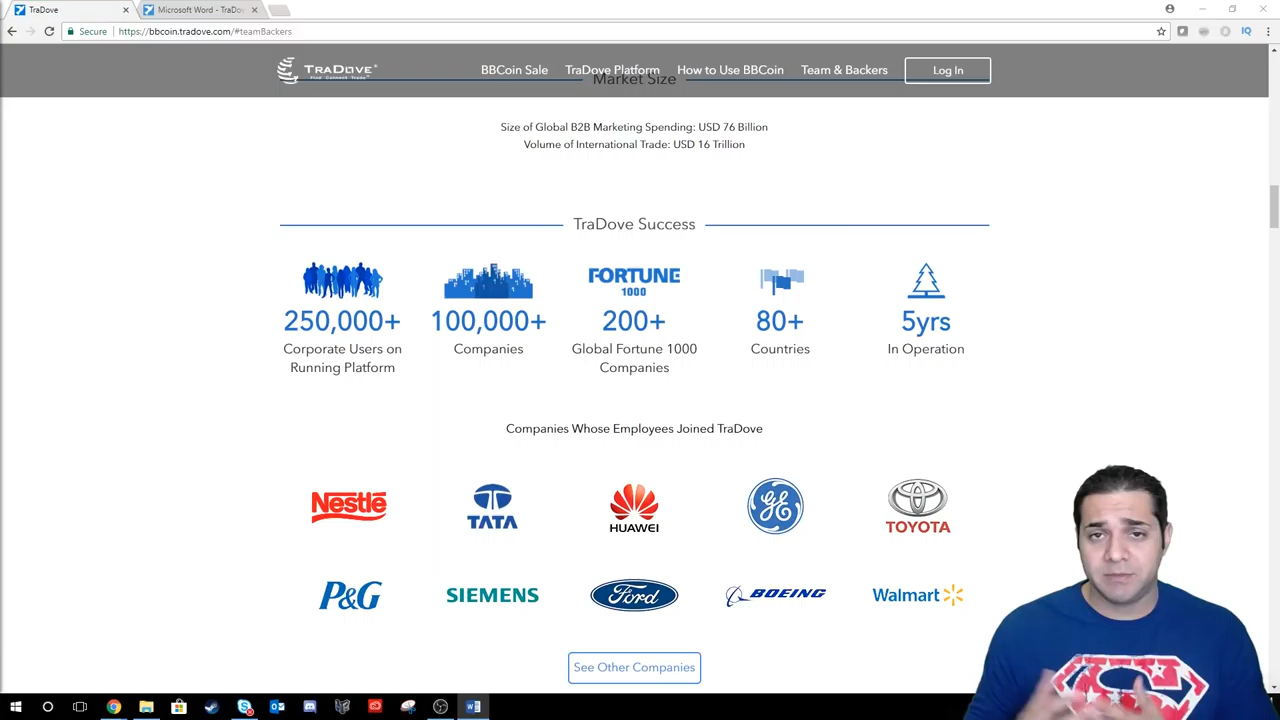 TraDove
Microsoft Word - TraDo
Secure
https://bbcoin.tradove.com/#teamBackers
TRADOVE
Find Connect Trade
BBCoin Sale
TraDove Platform
How to Use BBCoin
Team & Backers
Log In
Market Size
Size of Global B2B Marketing Spending: USD 76 Billion
Volume of International Trade: USD 16 Trillion
TraDove Success
FORTUNE
1000
250,000+
100,000+
200+
80+
5yrs
Corporate Users on
Running Platform
Companies
Global Fortune 1000
Companies
Countries
In Operation
Companies Whose Employees Joined TraDove
Nestlé
TATA
HUAWEI
GE
TOYOTA
P&G
SIEMENS
Ford
BOEING
Walmart
See Other Companies